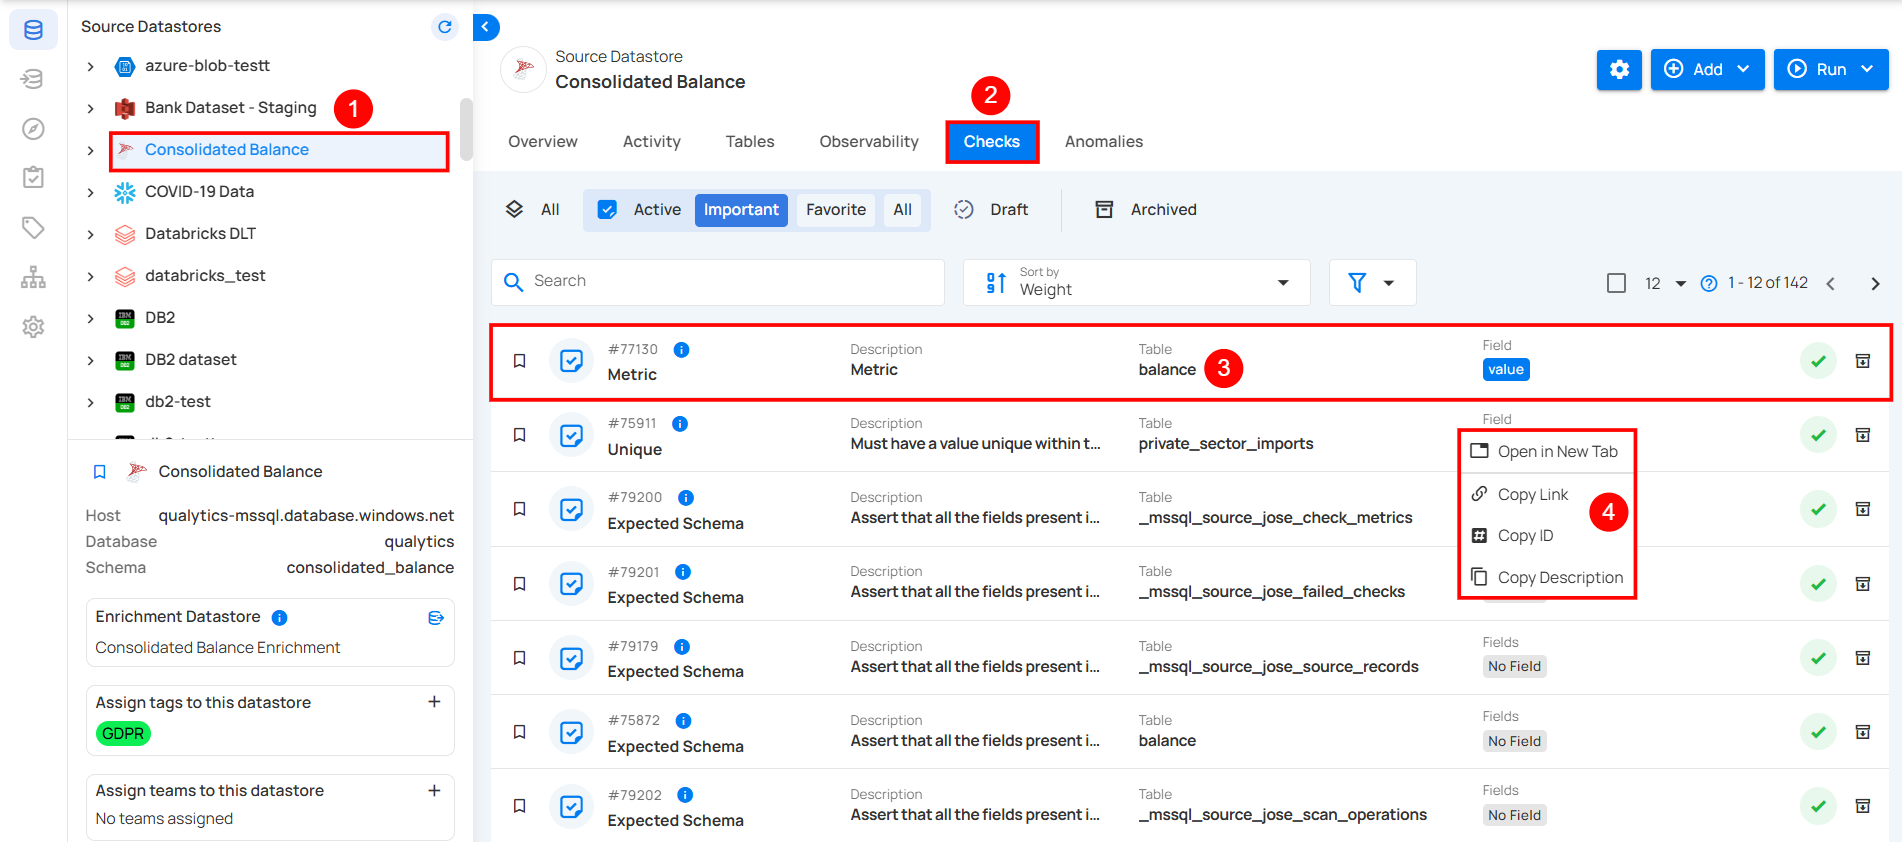 Source Datastores
azure-blob-testt
Bank Dataset - Staging
1
Consolidated Balance
COVID-19 Data
Databricks DLT
databricks_test
DB2
DB2 dataset
db2-test
Consolidated Balance
Host qualytics-mssql.database.windows.net
Database qualytics
Schema consolidated_balance
Enrichment Datastore
Consolidated Balance Enrichment
Assign tags to this datastore
GDPR
Assign teams to this datastore
No teams assigned
Source Datastore
Consolidated Balance
Add Run
2
Overview Activity Tables Observability Checks Anomalies
All Active Important Favorite All Draft Archived
Search
Sort by
Weight
12 1 - 12 of 142
#77130 Description Table Field
Metric Metric balance 3 value
#75911 Description Table Field
Unique Must have a value unique within t... private_sector_imports
Open in New Tab
Copy Link
4
Copy ID
Copy Description
#79200 Description Table
Expected Schema Assert that all the fields present i... _mssql_source_jose_check_metrics
#79201 Description Table
Expected Schema Assert that all the fields present i... _mssql_source_jose_failed_checks
#79179 Description Table Fields
Expected Schema Assert that all the fields present i... _mssql_source_jose_source_records No Field
#75872 Description Table Fields
Expected Schema Assert that all the fields present i... balance No Field
#79202 Description Table Fields
Expected Schema Assert that all the fields present i... _mssql_source_jose_scan_operations No Field